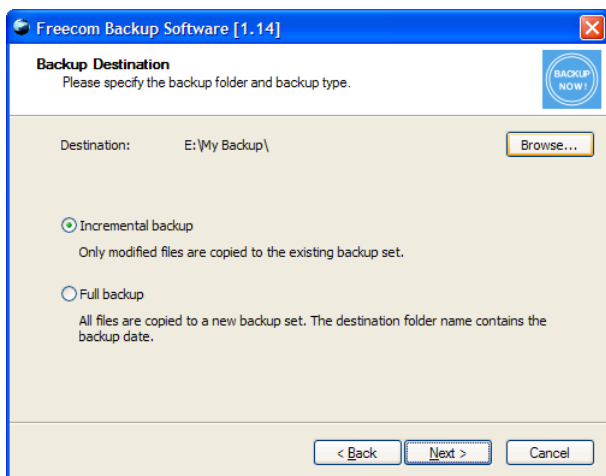 Freecom Backup Software [1.14]
Backup Destination
Please specify the backup folder and backup type.
BACKUP
NOW!
Destination: E:\My Backup\ Browse...
Incremental backup
Only modified files are copied to the existing backup set.
Full backup
All files are copied to a new backup set. The destination folder name contains the
backup date.
< Back Next > Cancel